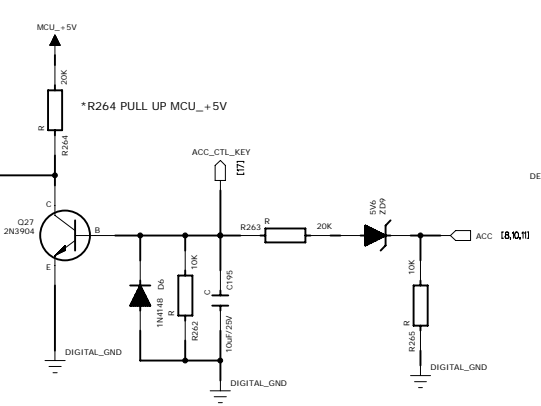 MCU_+5V
20K
R
R264
*R264 PULL UP MCU_+5V
ACC_CTL_KEY
[17]
DE
C
Q27
2N3904
B
E
R263
R
20K
5V6
ZD9
ACC
[8,10,11]
D6
1N4148
10K
R
R262
C195
C
10uF/25V
10K
R
R265
DIGITAL_GND
DIGITAL_GND
DIGITAL_GND